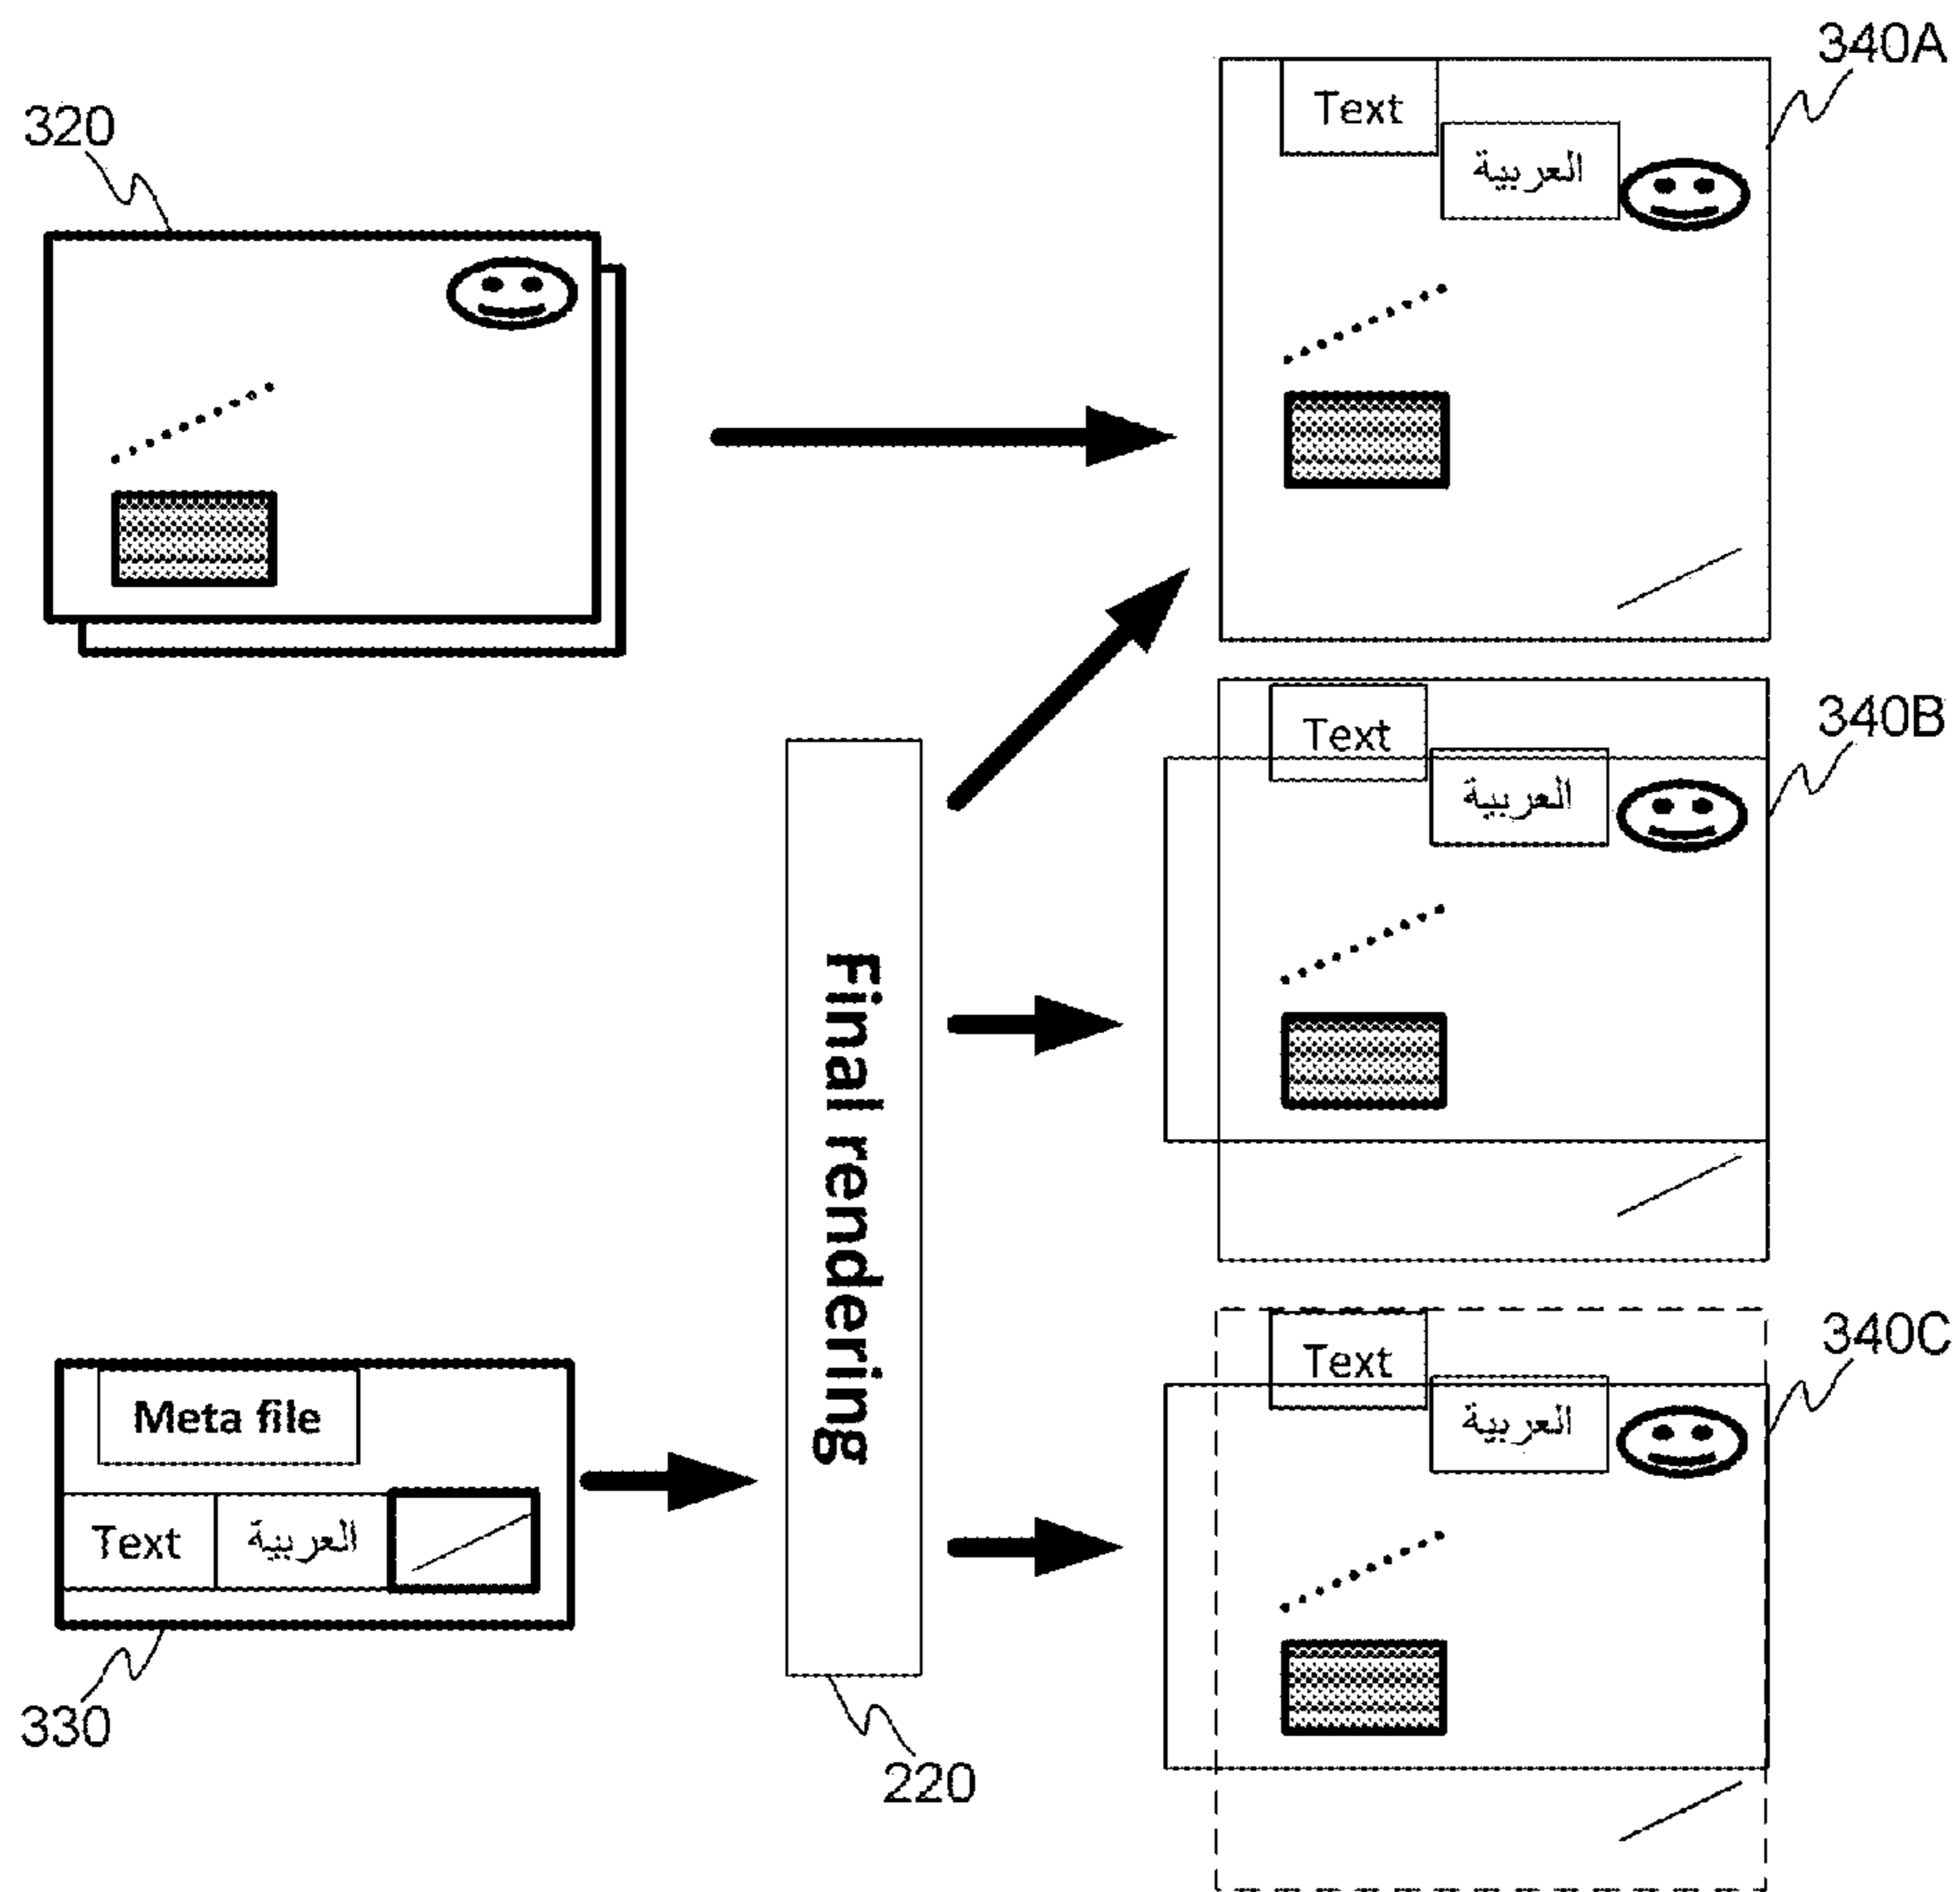 320
340A
Text
العربية
340B
Text
العربية
Final rendering
340C
Text
العربية
Meta file
Text
العربية
330
220